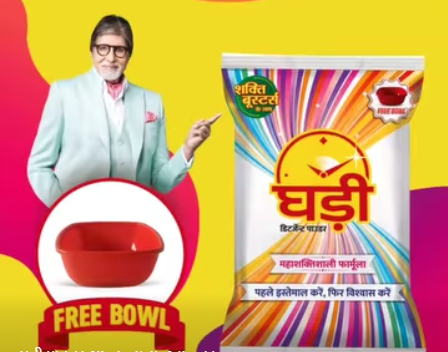 शक्ति
बूस्टर्स
के साथ
FREE BOWL
घड़ी
डिटर्जेन्ट पाउडर
महाशक्तिशाली फार्मूला
पहले इस्तेमाल करें, फिर विश्वास करें
FREE BOWL